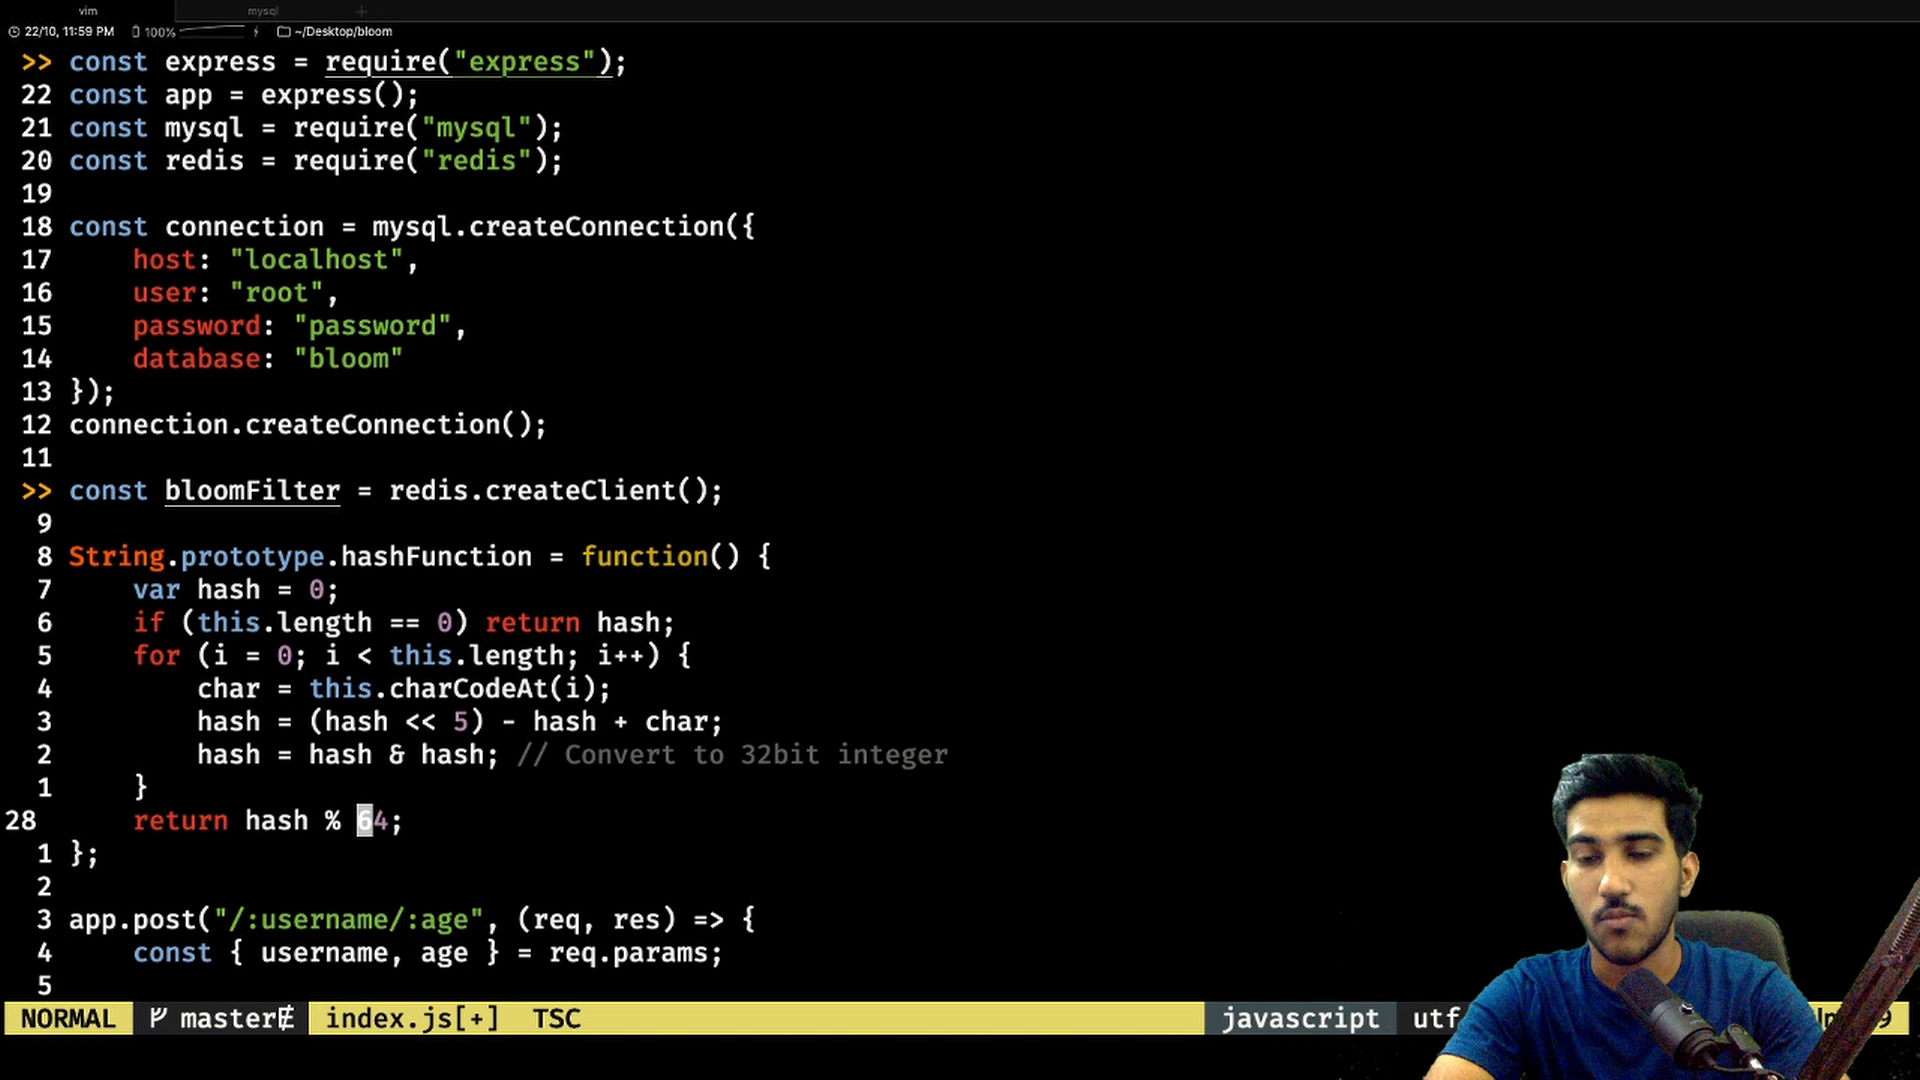 vim mysql +
22/10, 11:59 PM 100% ~/Desktop/bloom
>> const express = require("express");
22 const app = express();
21 const mysql = require("mysql");
20 const redis = require("redis");
19
18 const connection = mysql.createConnection({
17     host: "localhost",
16     user: "root",
15     password: "password",
14     database: "bloom"
13 });
12 connection.createConnection();
11
>> const bloomFilter = redis.createClient();
9
8 String.prototype.hashFunction = function() {
7     var hash = 0;
6     if (this.length == 0) return hash;
5     for (i = 0; i < this.length; i++) {
4         char = this.charCodeAt(i);
3         hash = (hash << 5) - hash + char;
2         hash = hash & hash; // Convert to 32bit integer
1     }
28     return hash % 64;
1 };
2
3 app.post("/:username/:age", (req, res) => {
4     const { username, age } = req.params;
5
NORMAL master index.js[+] TSC javascript utf